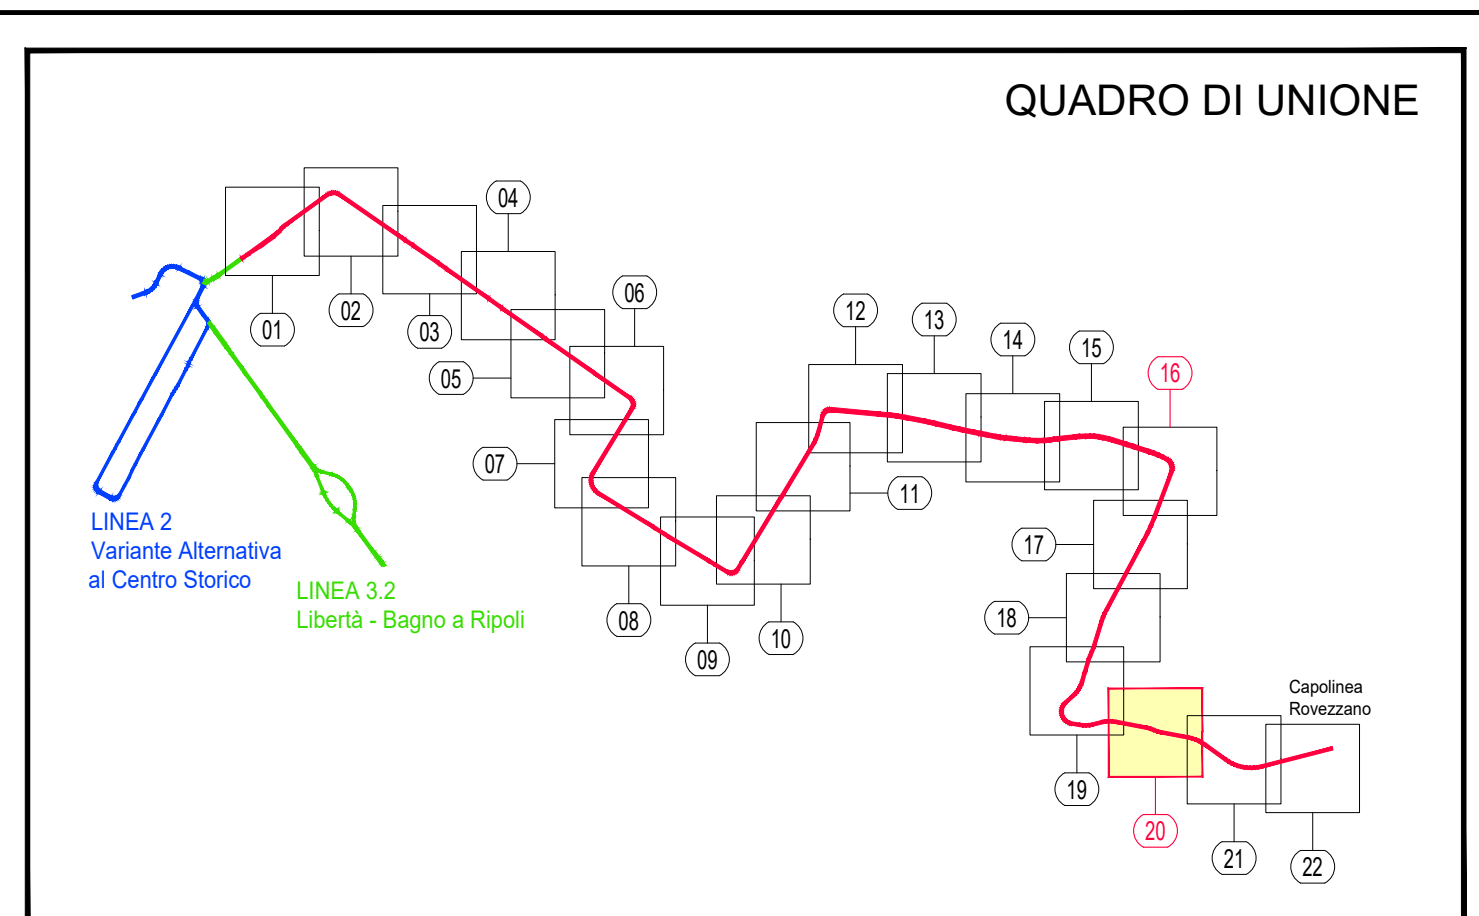 QUADRO DI UNIONE
04
06
01
02
03
05
12
13
14
15
16
07
11
17
08
09
10
18
19
20
21
22
LINEA 2
Variante Alternativa
al Centro Storico
LINEA 3.2
Libertà - Bagno a Ripoli
Capolinea
Rovezzano